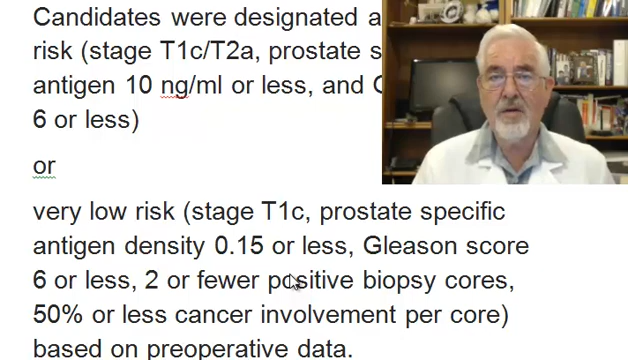 Candidates were designated a
risk (stage T1c/T2a, prostate s
antigen 10 ng/ml or less, and
6 or less)
or
very low risk (stage T1c, prostate specific
antigen density 0.15 or less, Gleason score
6 or less, 2 or fewer positive biopsy cores,
50% or less cancer involvement per core)
based on preoperative data.